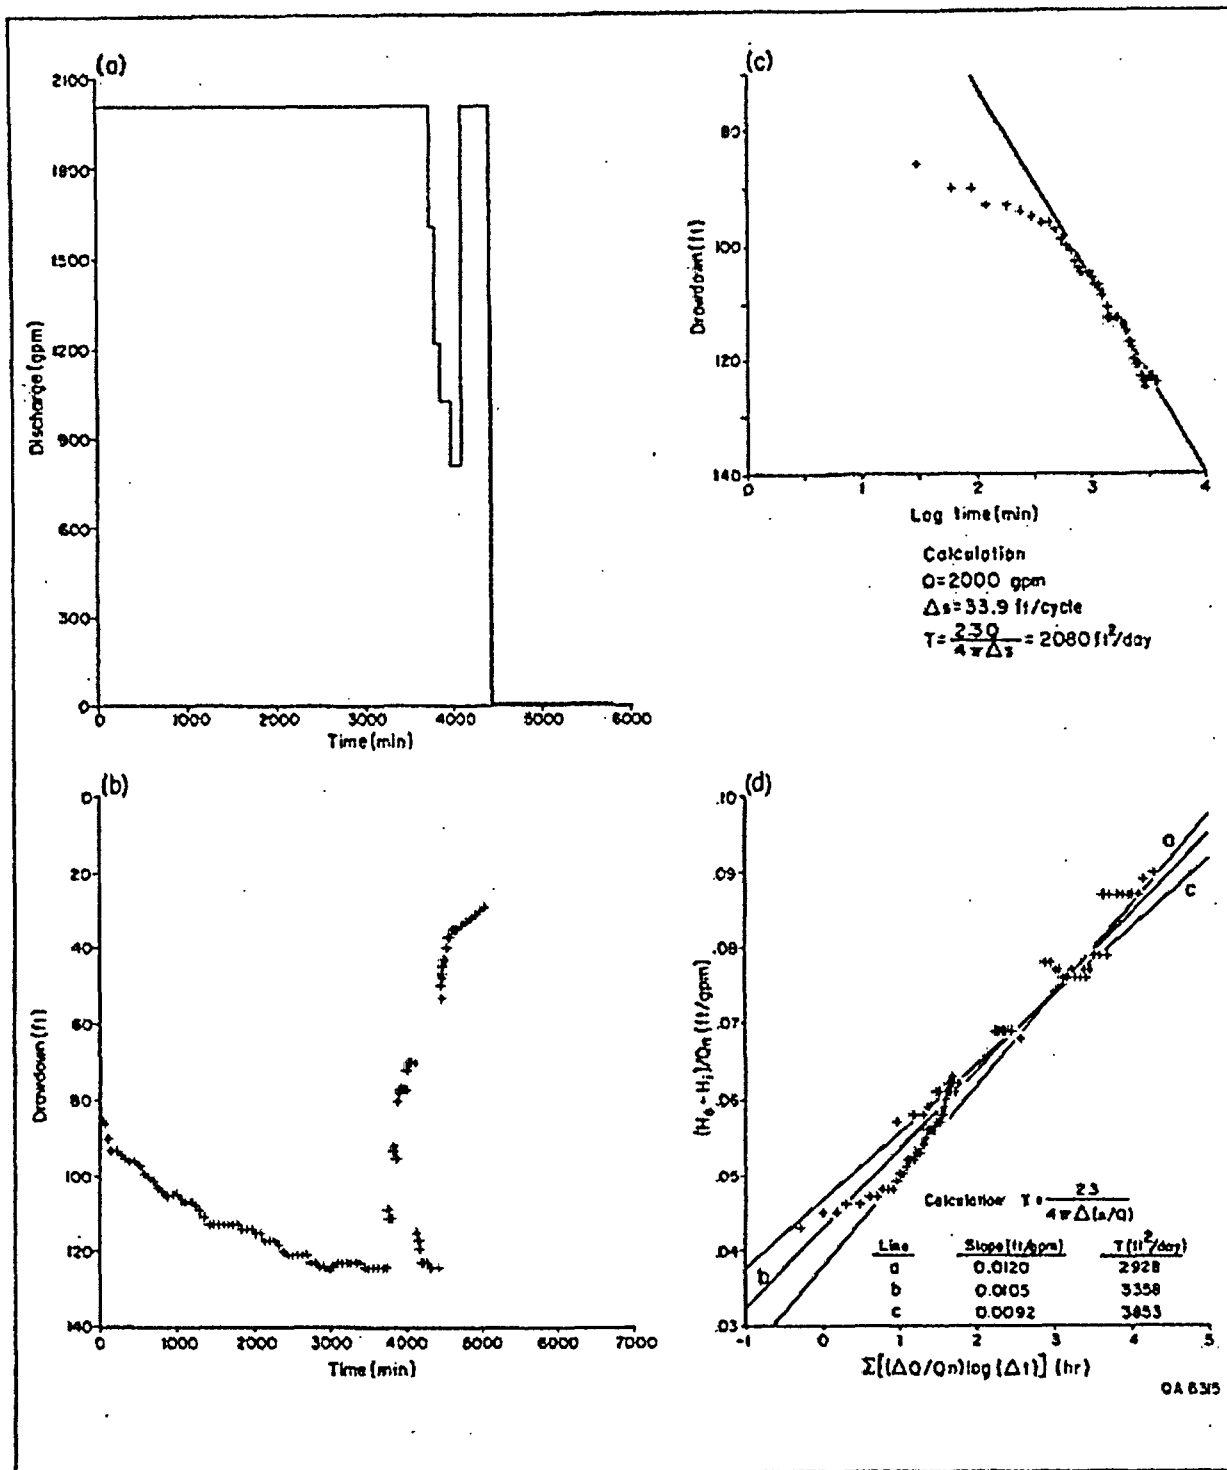 (a)
2100
1800
1500
1200
900
600
300
0
Discharge (gpm)
0 1000 2000 3000 4000 5000 6000
Time (min)
(b)
0
20
40
60
80
100
120
140
Drawdown (ft)
0 1000 2000 3000 4000 5000 6000 7000
Time (min)
(c)
80
100
120
140
Drawdown (ft)
0 1 2 3 4
Log time (min)
Calculation
Q=2000 gpm
Δs=33.9 ft/cycle
T= 2.3Q / 4πΔs = 2080 ft²/day
(d)
.10
.09
.08
.07
.06
.05
.04
.03
(H₀-Hᵢ)/Qn (ft/gpm)
a
c
b
Calculation T= 2.3 / 4πΔ(s/Q)
Line Slope (ft/gpm) T (ft²/day)
a 0.0120 2928
b 0.0105 3358
c 0.0092 3853
-1 0 1 2 3 4 5
Σ[(ΔQ/Qn)log(Δt)] (hr)
QA 6315